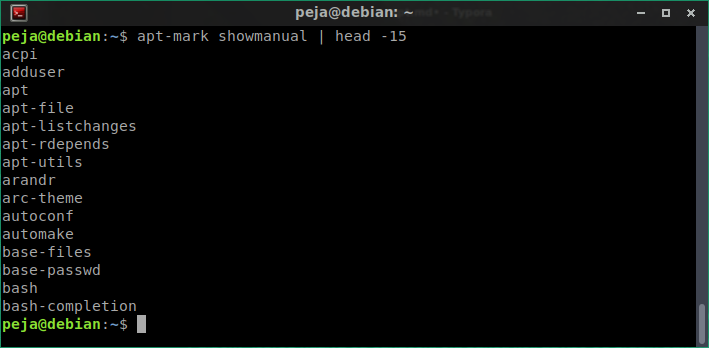 peja@debian: ~
peja@debian:~$ apt-mark showmanual | head -15
acpi
adduser
apt
apt-file
apt-listchanges
apt-rdepends
apt-utils
arandr
arc-theme
autoconf
automake
base-files
base-passwd
bash
bash-completion
peja@debian:~$